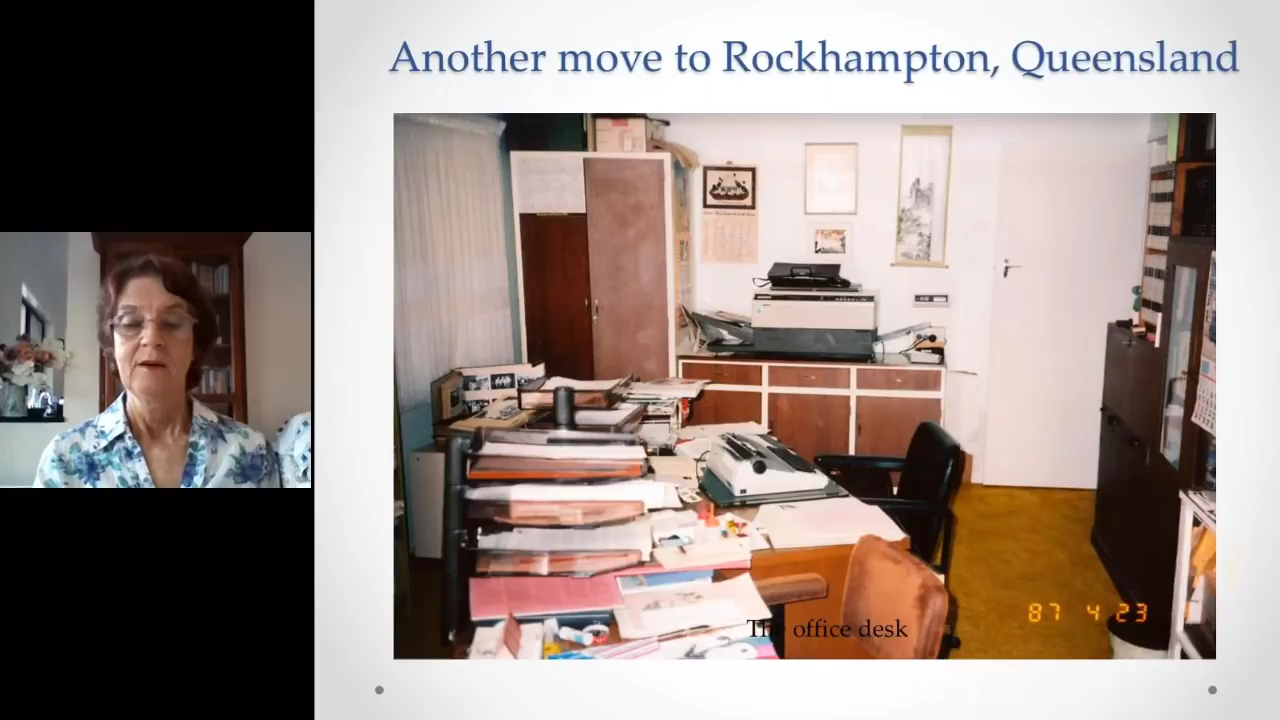 Another move to Rockhampton, Queensland
The office desk
87 4 23